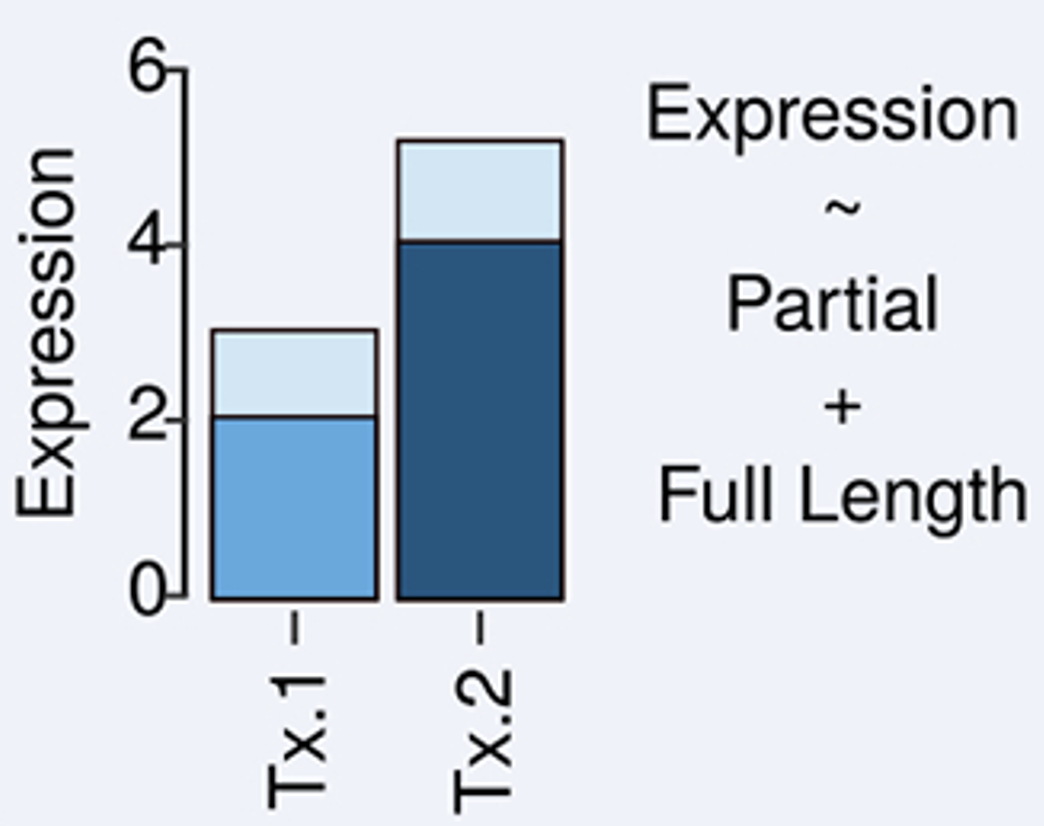 Expression
6
4
2
0
Tx.1
Tx.2
Expression
~
Partial
+
Full Length